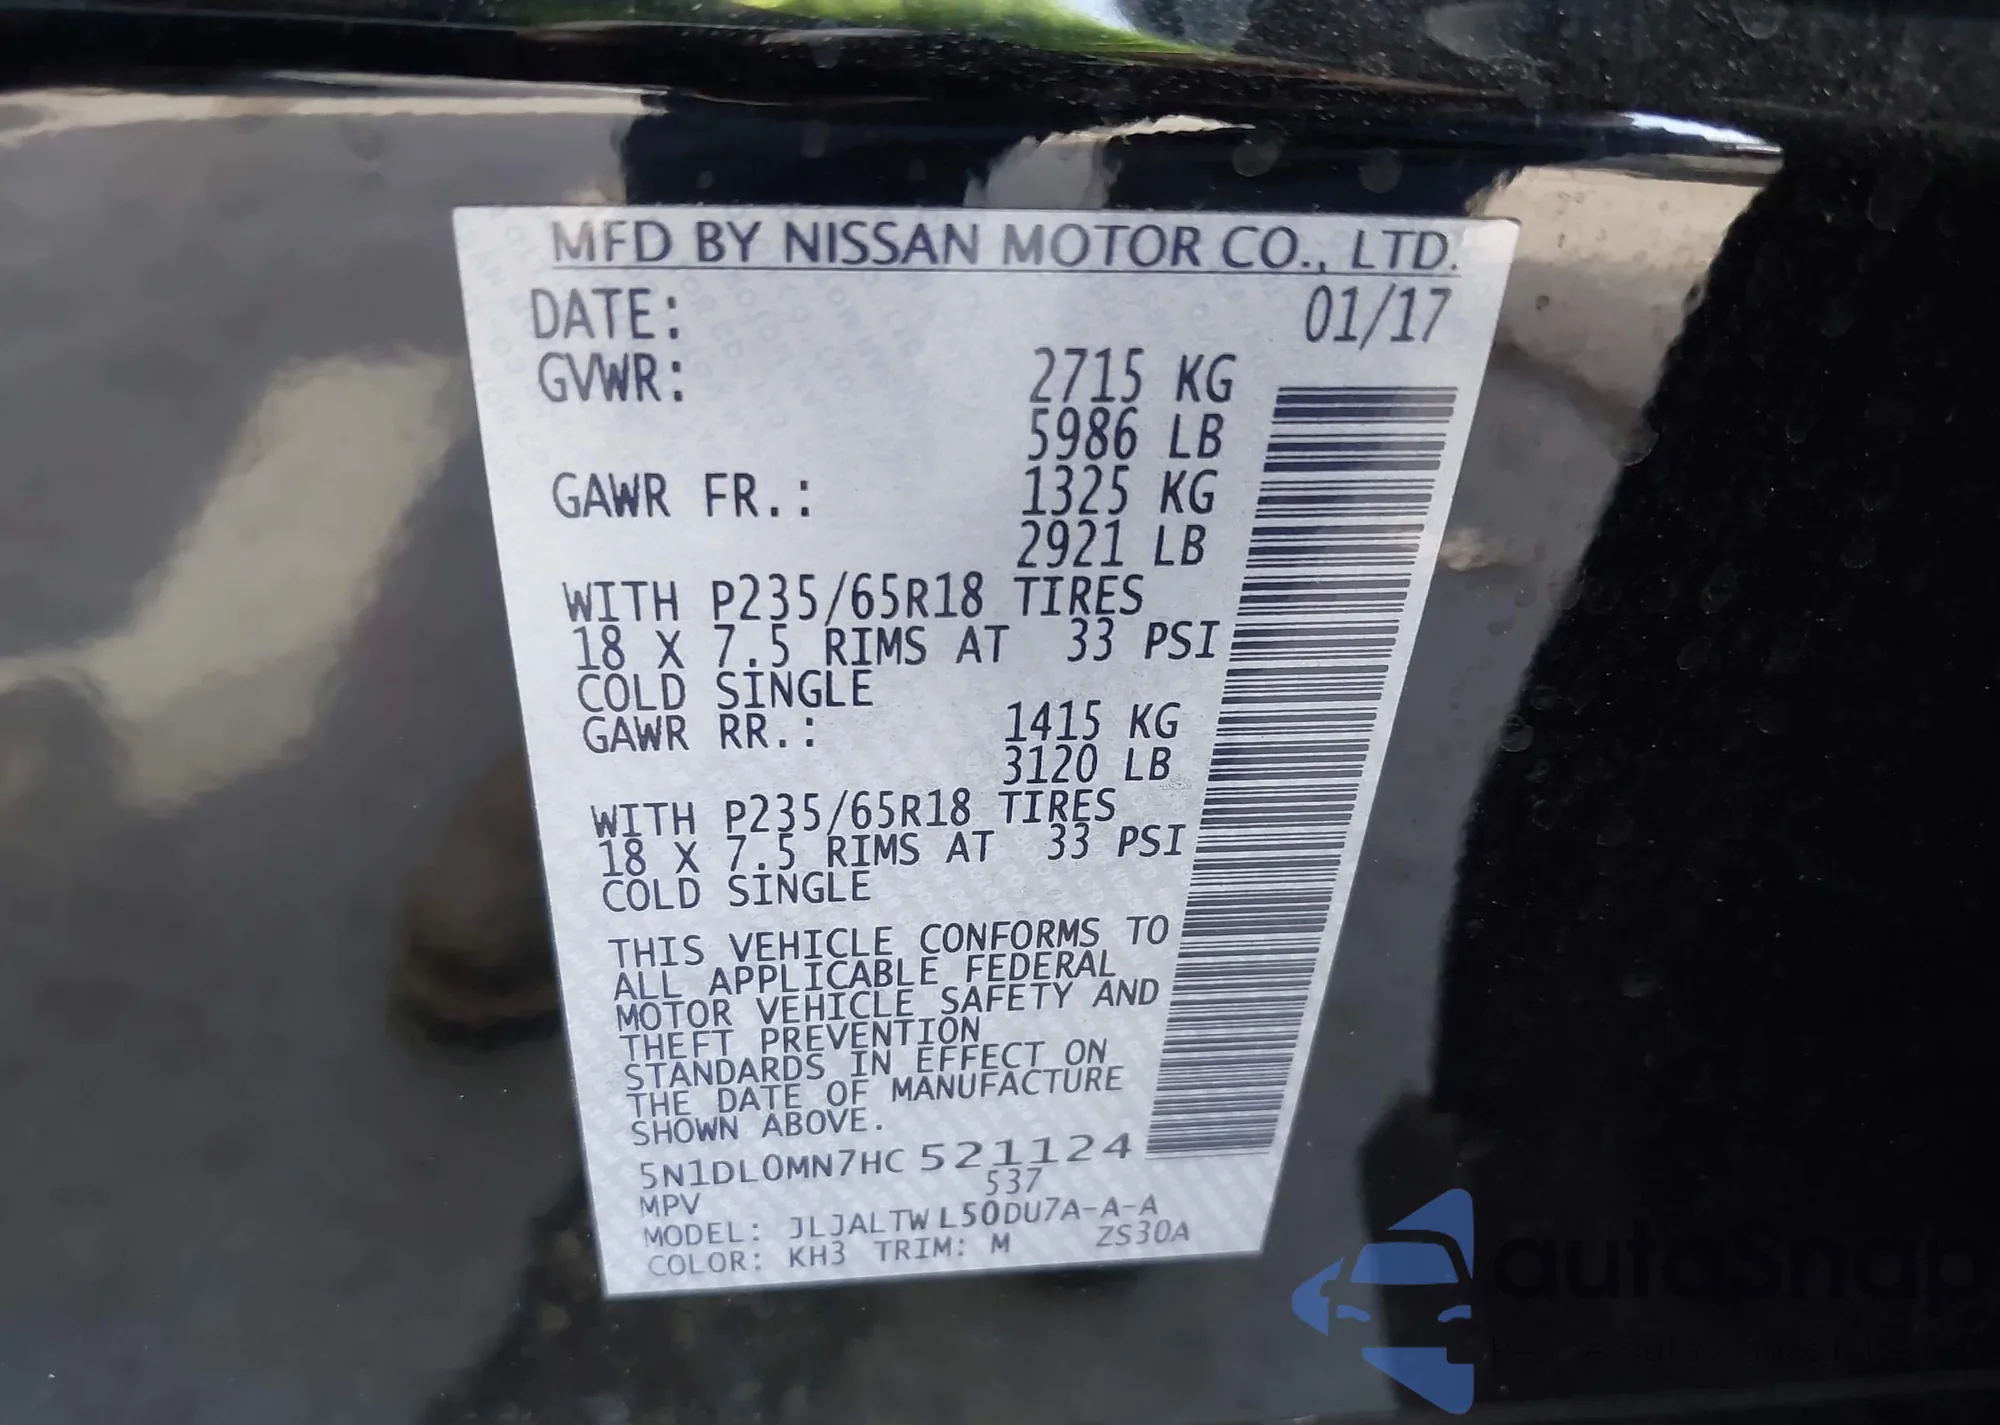 MFD BY NISSAN MOTOR CO., LTD.
DATE: 01/17
GVWR: 2715 KG
5986 LB
GAWR FR.: 1325 KG
2921 LB
WITH P235/65R18 TIRES
18 X 7.5 RIMS AT 33 PSI
COLD SINGLE
GAWR RR.: 1415 KG
3120 LB
WITH P235/65R18 TIRES
18 X 7.5 RIMS AT 33 PSI
COLD SINGLE
THIS VEHICLE CONFORMS TO
ALL APPLICABLE FEDERAL
MOTOR VEHICLE SAFETY AND
THEFT PREVENTION
STANDARDS IN EFFECT ON
THE DATE OF MANUFACTURE
SHOWN ABOVE.
5N1DL0MN7HC 521124
MPV 537
MODEL: JLJALTWL50DU7A-A-A
COLOR: KH3 TRIM: M ZS30A
autoSnap